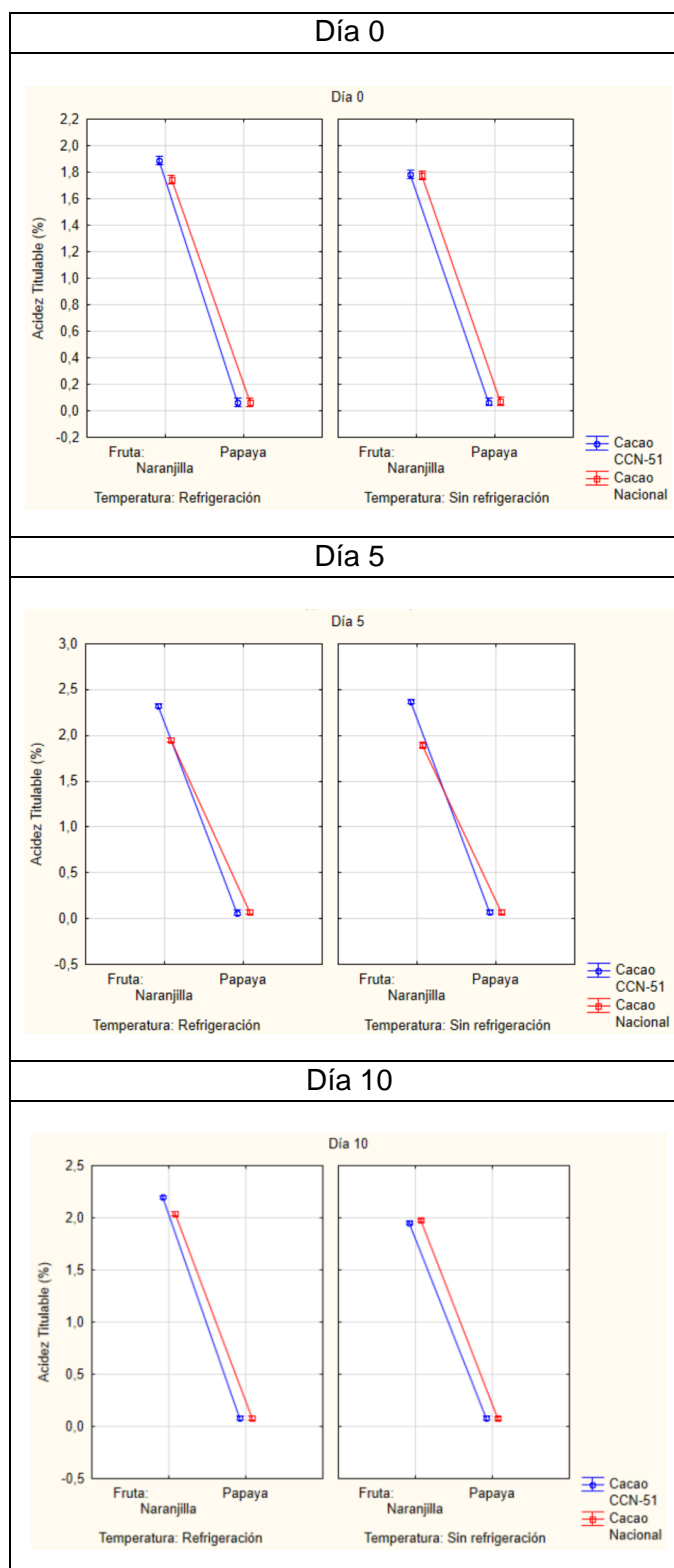 Día 0
Día 0
Acidez Titulable (%)
2,2
2,0
1,8
1,6
1,4
1,2
1,0
0,8
0,6
0,4
0,2
0,0
-0,2
Fruta: Papaya
Naranjilla
Temperatura: Refrigeración
Fruta: Papaya
Naranjilla
Temperatura: Sin refrigeración
Cacao
CCN-51
Cacao
Nacional
Día 5
Día 5
Acidez Titulable (%)
3,0
2,5
2,0
1,5
1,0
0,5
0,0
-0,5
Fruta: Papaya
Naranjilla
Temperatura: Refrigeración
Fruta: Papaya
Naranjilla
Temperatura: Sin refrigeración
Cacao
CCN-51
Cacao
Nacional
Día 10
Día 10
Acidez Titulable (%)
2,5
2,0
1,5
1,0
0,5
0,0
-0,5
Fruta: Papaya
Naranjilla
Temperatura: Refrigeración
Fruta: Papaya
Naranjilla
Temperatura: Sin refrigeración
Cacao
CCN-51
Cacao
Nacional